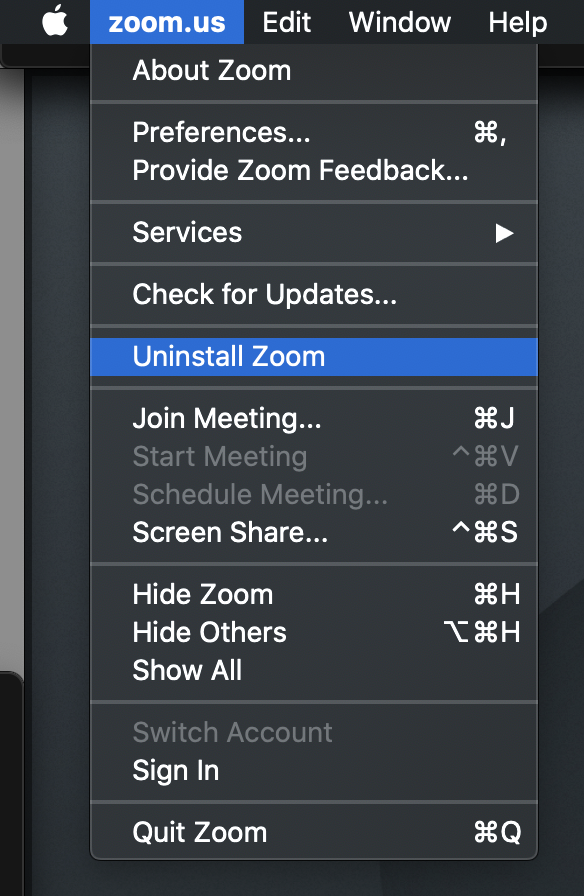 zoom.us Edit Window Help
About Zoom
Preferences... ⌘,
Provide Zoom Feedback...
Services ▶
Check for Updates...
Uninstall Zoom
Join Meeting... ⌘J
Start Meeting ^⌘V
Schedule Meeting... ⌘D
Screen Share... ^⌘S
Hide Zoom ⌘H
Hide Others ⌥⌘H
Show All
Switch Account
Sign In
Quit Zoom ⌘Q